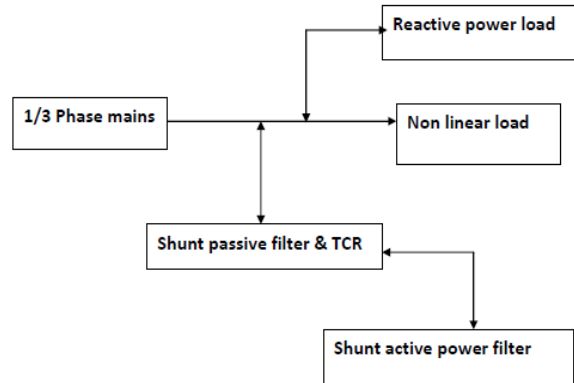 Reactive power load
1/3 Phase mains
Non linear load
Shunt passive filter & TCR
Shunt active power filter